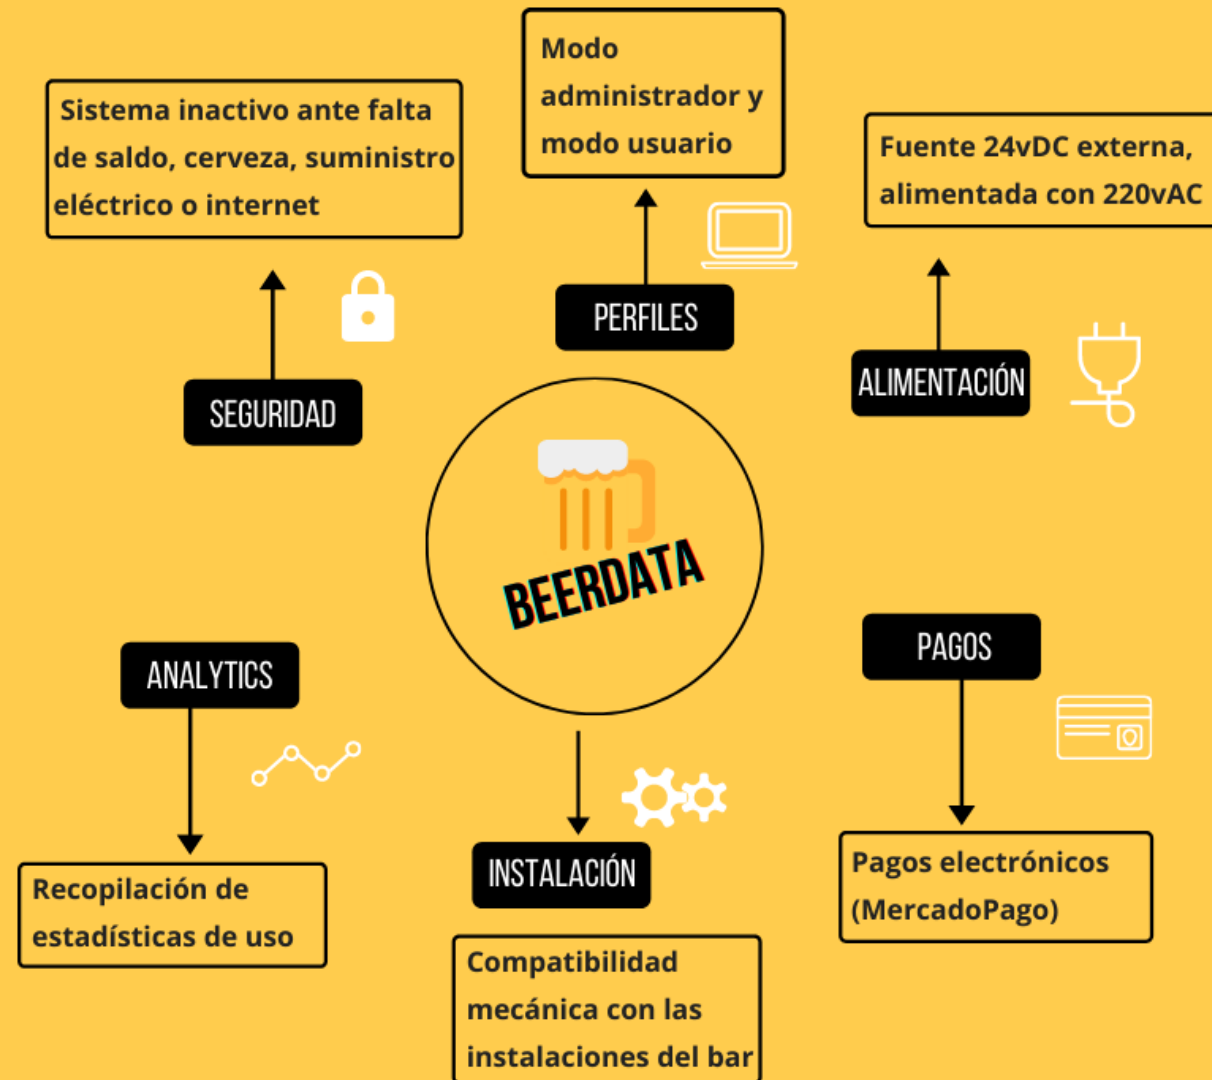 Modo
administrador y
modo usuario
Sistema inactivo ante falta
de saldo, cerveza, suministro
eléctrico o internet
Fuente 24vDC externa,
alimentada con 220vAC
PERFILES
SEGURIDAD
ALIMENTACIÓN
BEERDATA
ANALYTICS
PAGOS
Recopilación de
estadísticas de uso
INSTALACIÓN
Compatibilidad
mecánica con las
instalaciones del bar
Pagos electrónicos
(MercadoPago)